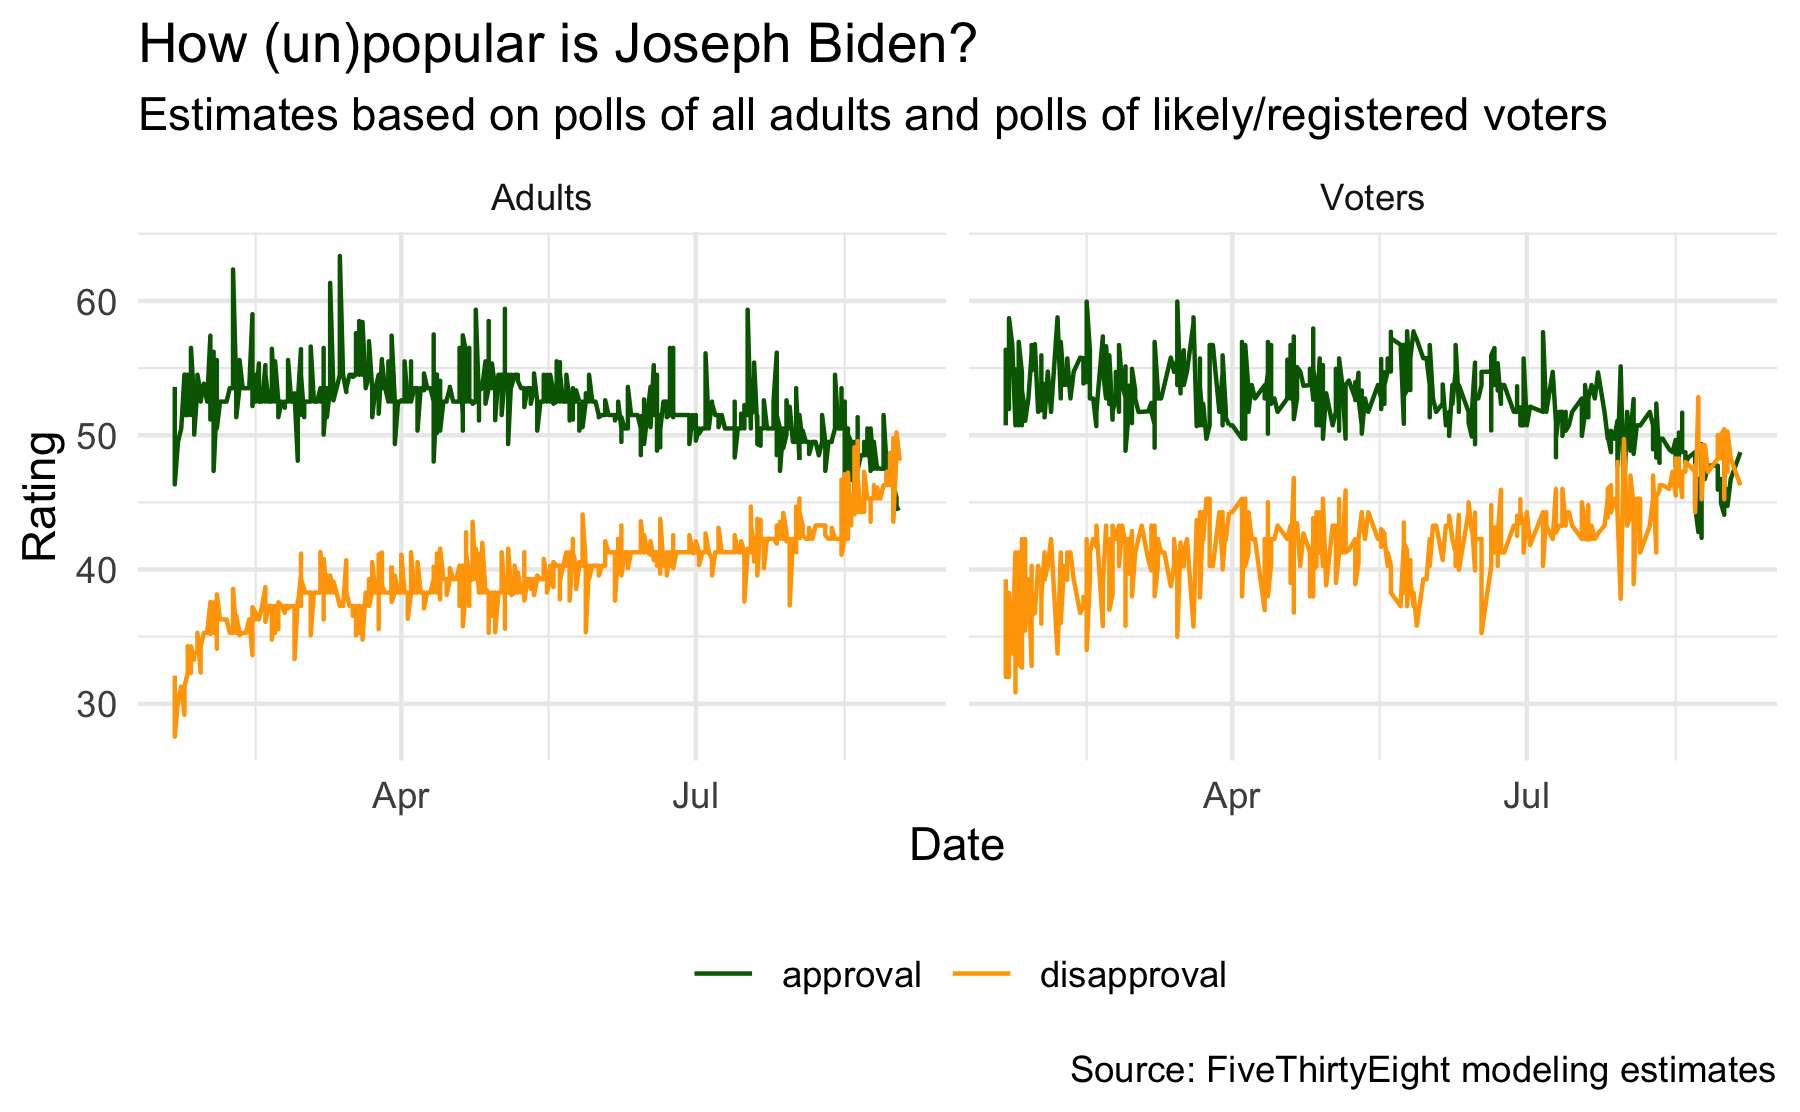 How (un)popular is Joseph Biden?
Estimates based on polls of all adults and polls of likely/registered voters
Adults
Voters
60
50
40
30
Rating
Apr
Jul
Apr
Jul
Date
approval
disapproval
Source: FiveThirtyEight modeling estimates